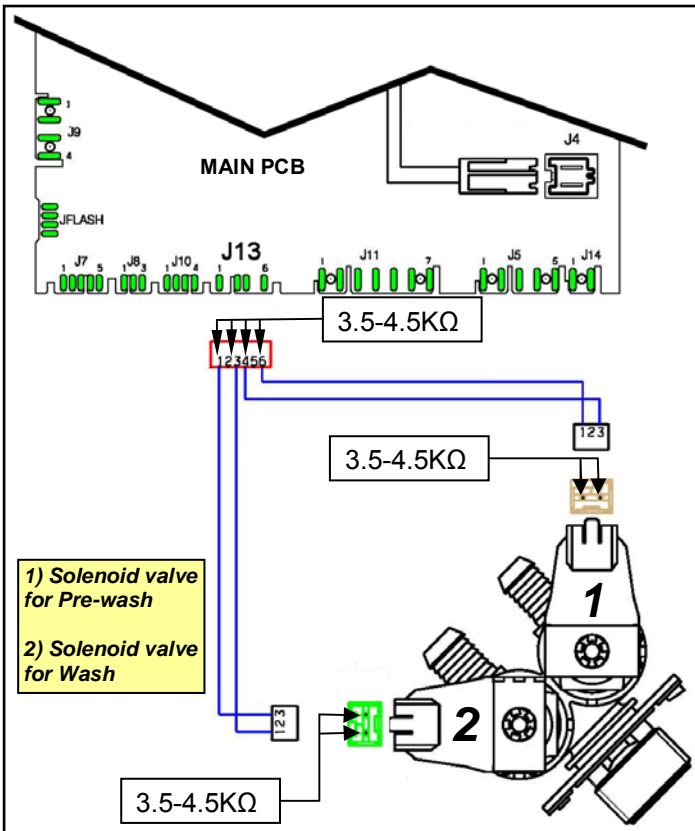 MAIN PCB
J4
1
J9
4
JFLASH
J7
J8
J10
J13
J11
J5
J14
1 5
1 3
1 4
1 6
1 7
1 5
1
3.5-4.5KΩ
123456
123
3.5-4.5KΩ
1
1) Solenoid valve
for Pre-wash
2) Solenoid valve
for Wash
2
123
3.5-4.5KΩ